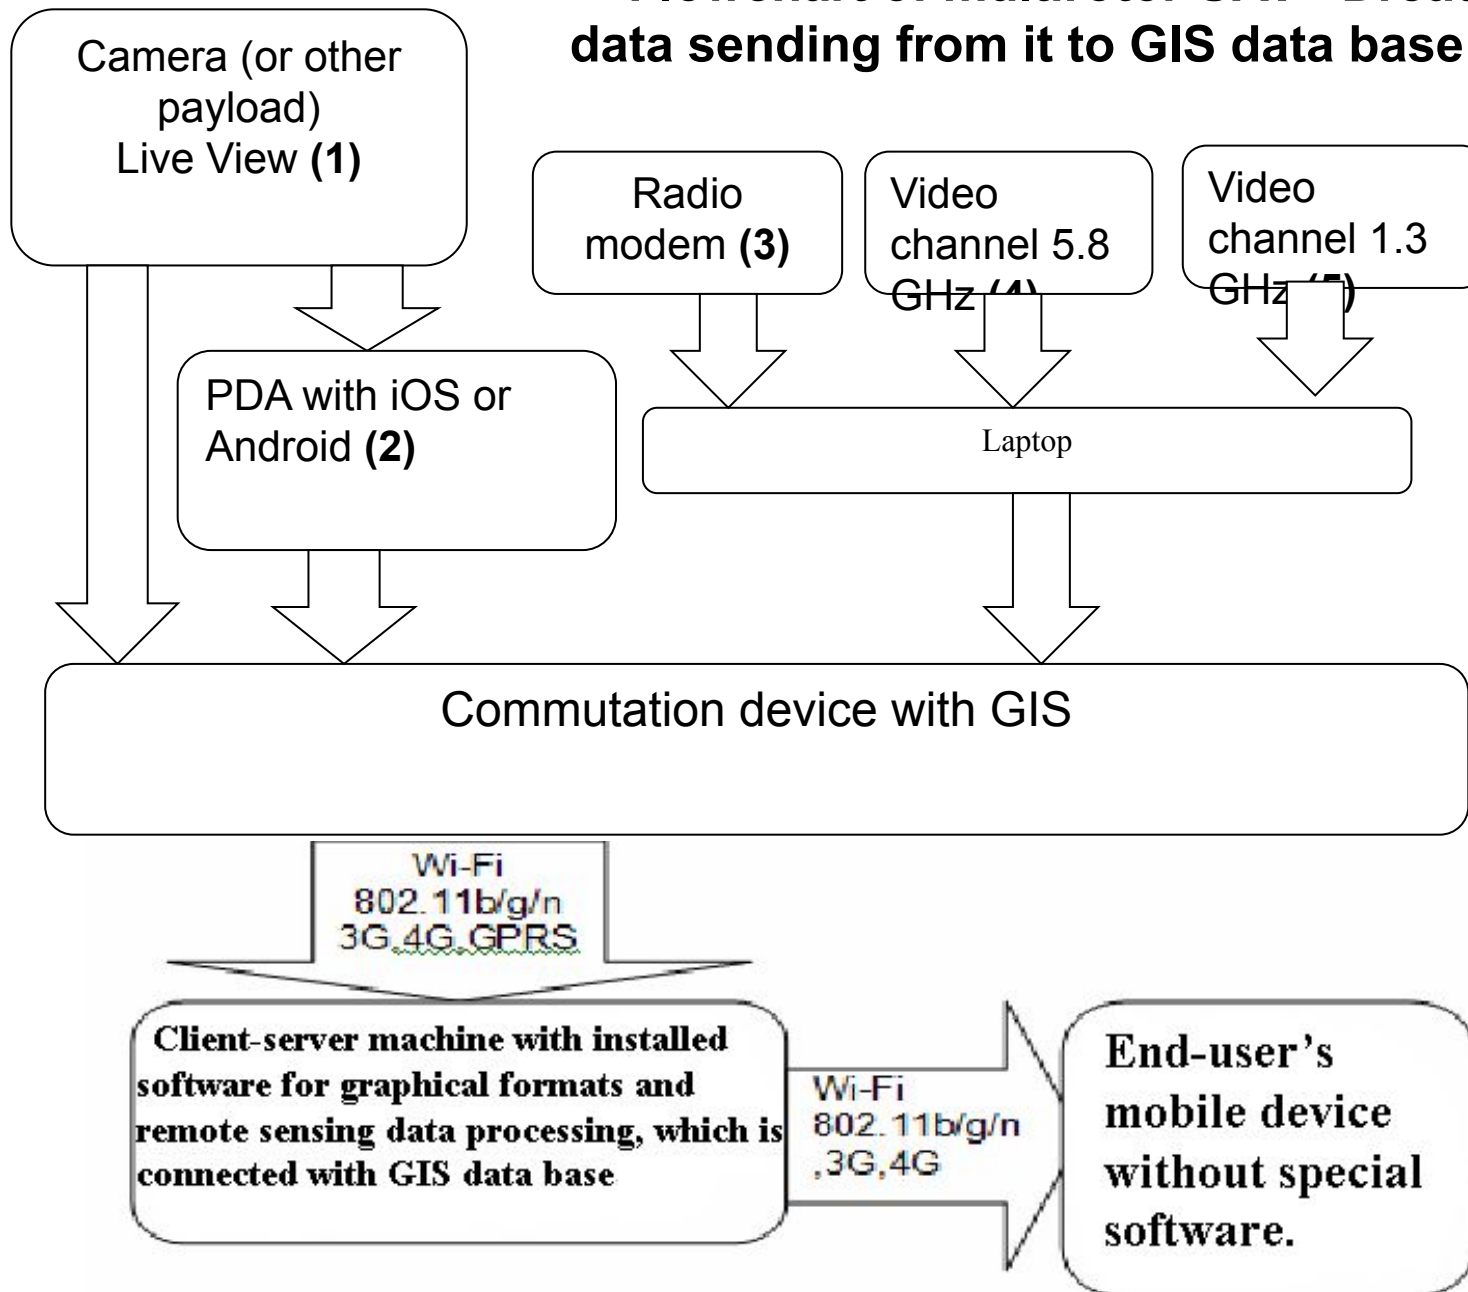 data sending from it to GIS data base
Camera (or other
payload)
Live View (1)
Radio
modem (3)
Video
channel 5.8
GHz (4)
Video
channel 1.3
GHz (5)
PDA with iOS or
Android (2)
Laptop
Commutation device with GIS
Wi-Fi
802.11b/g/n
3G,4G,GPRS
Client-server machine with installed
software for graphical formats and
remote sensing data processing, which is
connected with GIS data base
Wi-Fi
802.11b/g/n
,3G,4G
End-user’s
mobile device
without special
software.